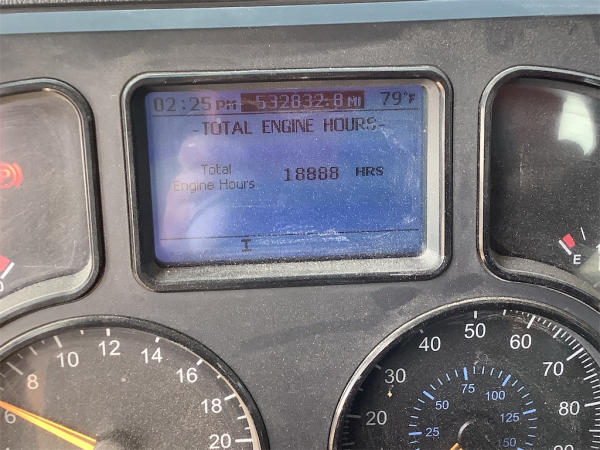 02:25 PM 532832.8 MI 79°F
-TOTAL ENGINE HOURS-
Total
Engine Hours
18888 HRS
I
E
6 8 10 12 14 16 18 20
20 30 40 50 60 70 80
25 50 75 100 125